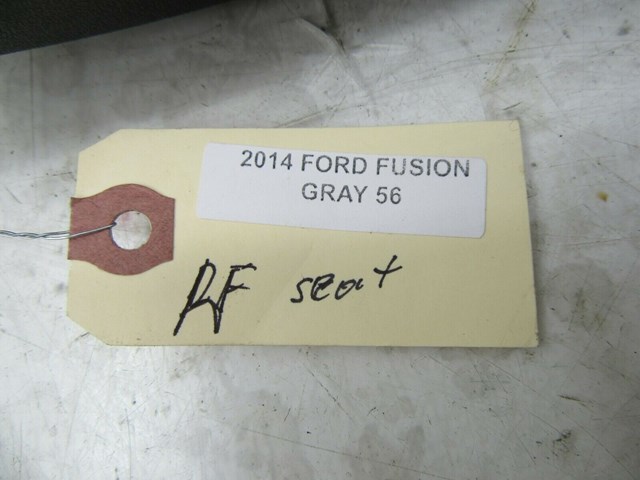 2014 FORD FUSION
GRAY 56
RF seat